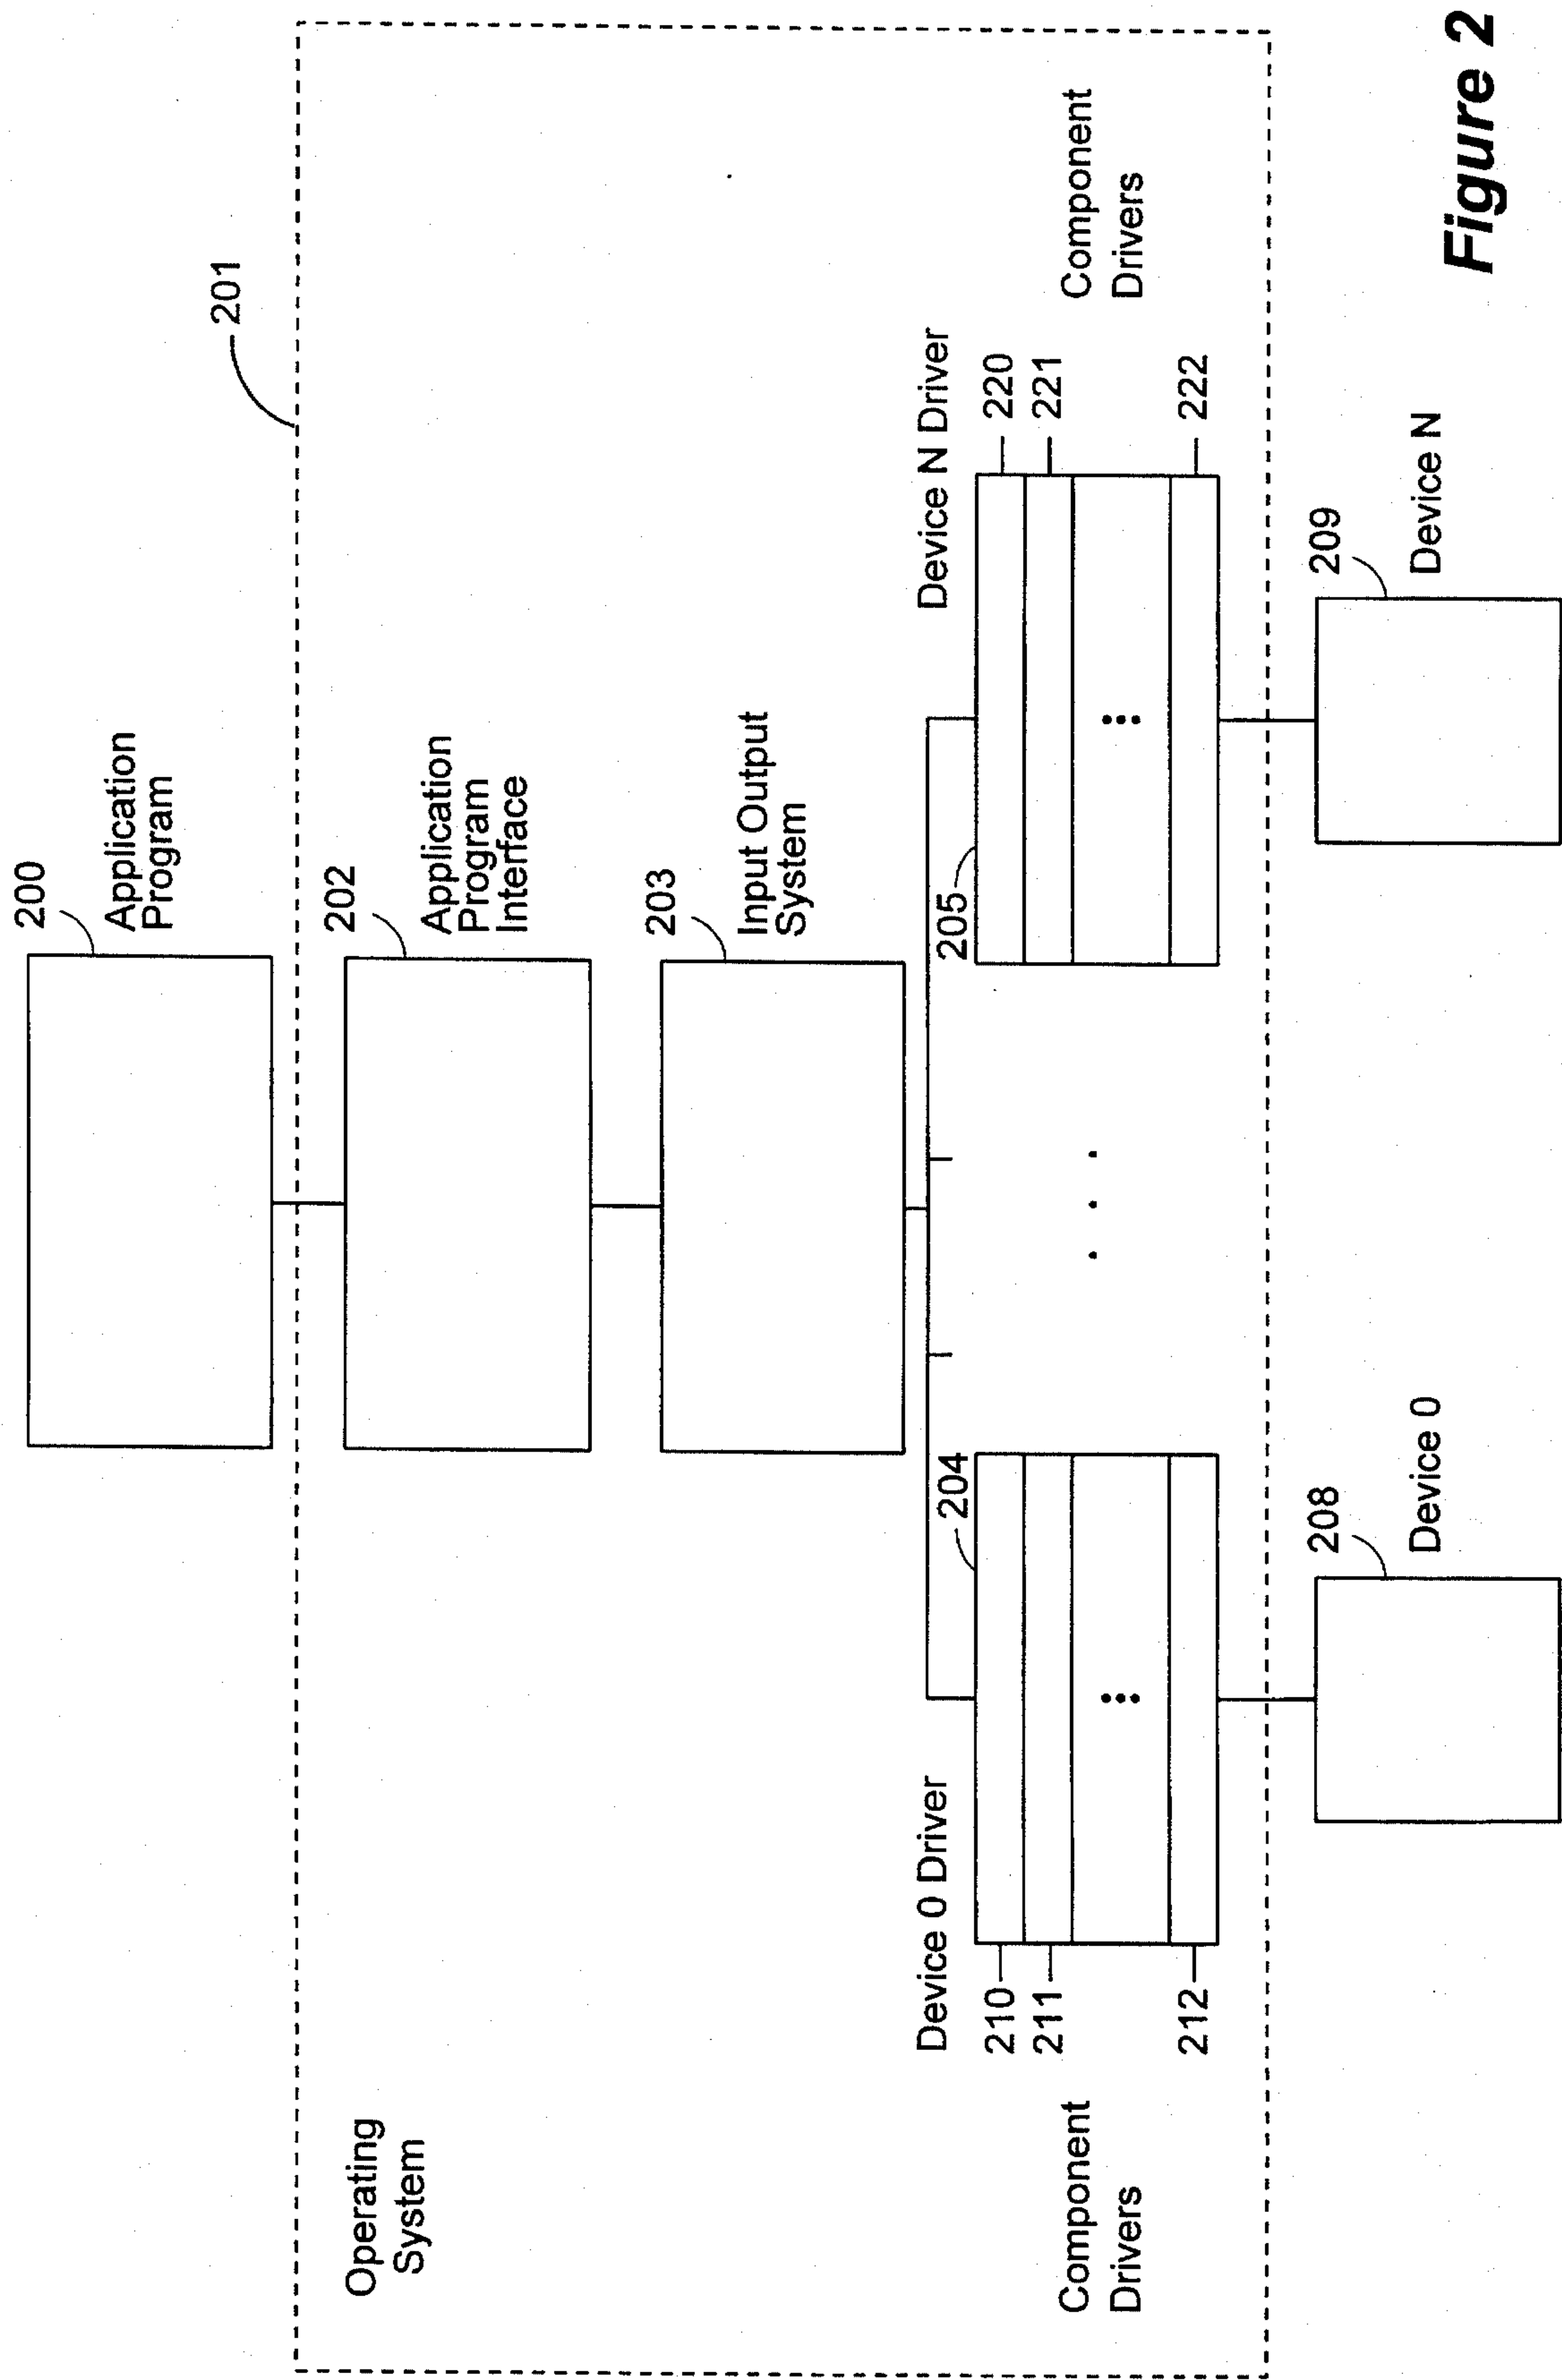 200
Application
Program
201
Operating
System
202
Application
Program
Interface
203
Input Output
System
Device 0 Driver
204
205
Device N Driver
210
211
212
Component
Drivers
220
221
222
Component
Drivers
208
Device 0
209
Device N
Figure 2